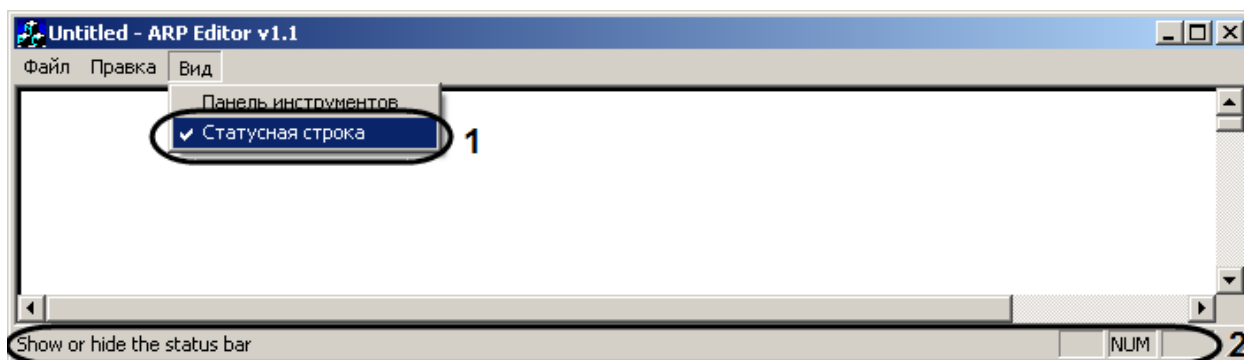 Untitled - ARP Editor v1.1
Файл Правка Вид
Панель инструментов
Статусная строка
1
Show or hide the status bar NUM 2